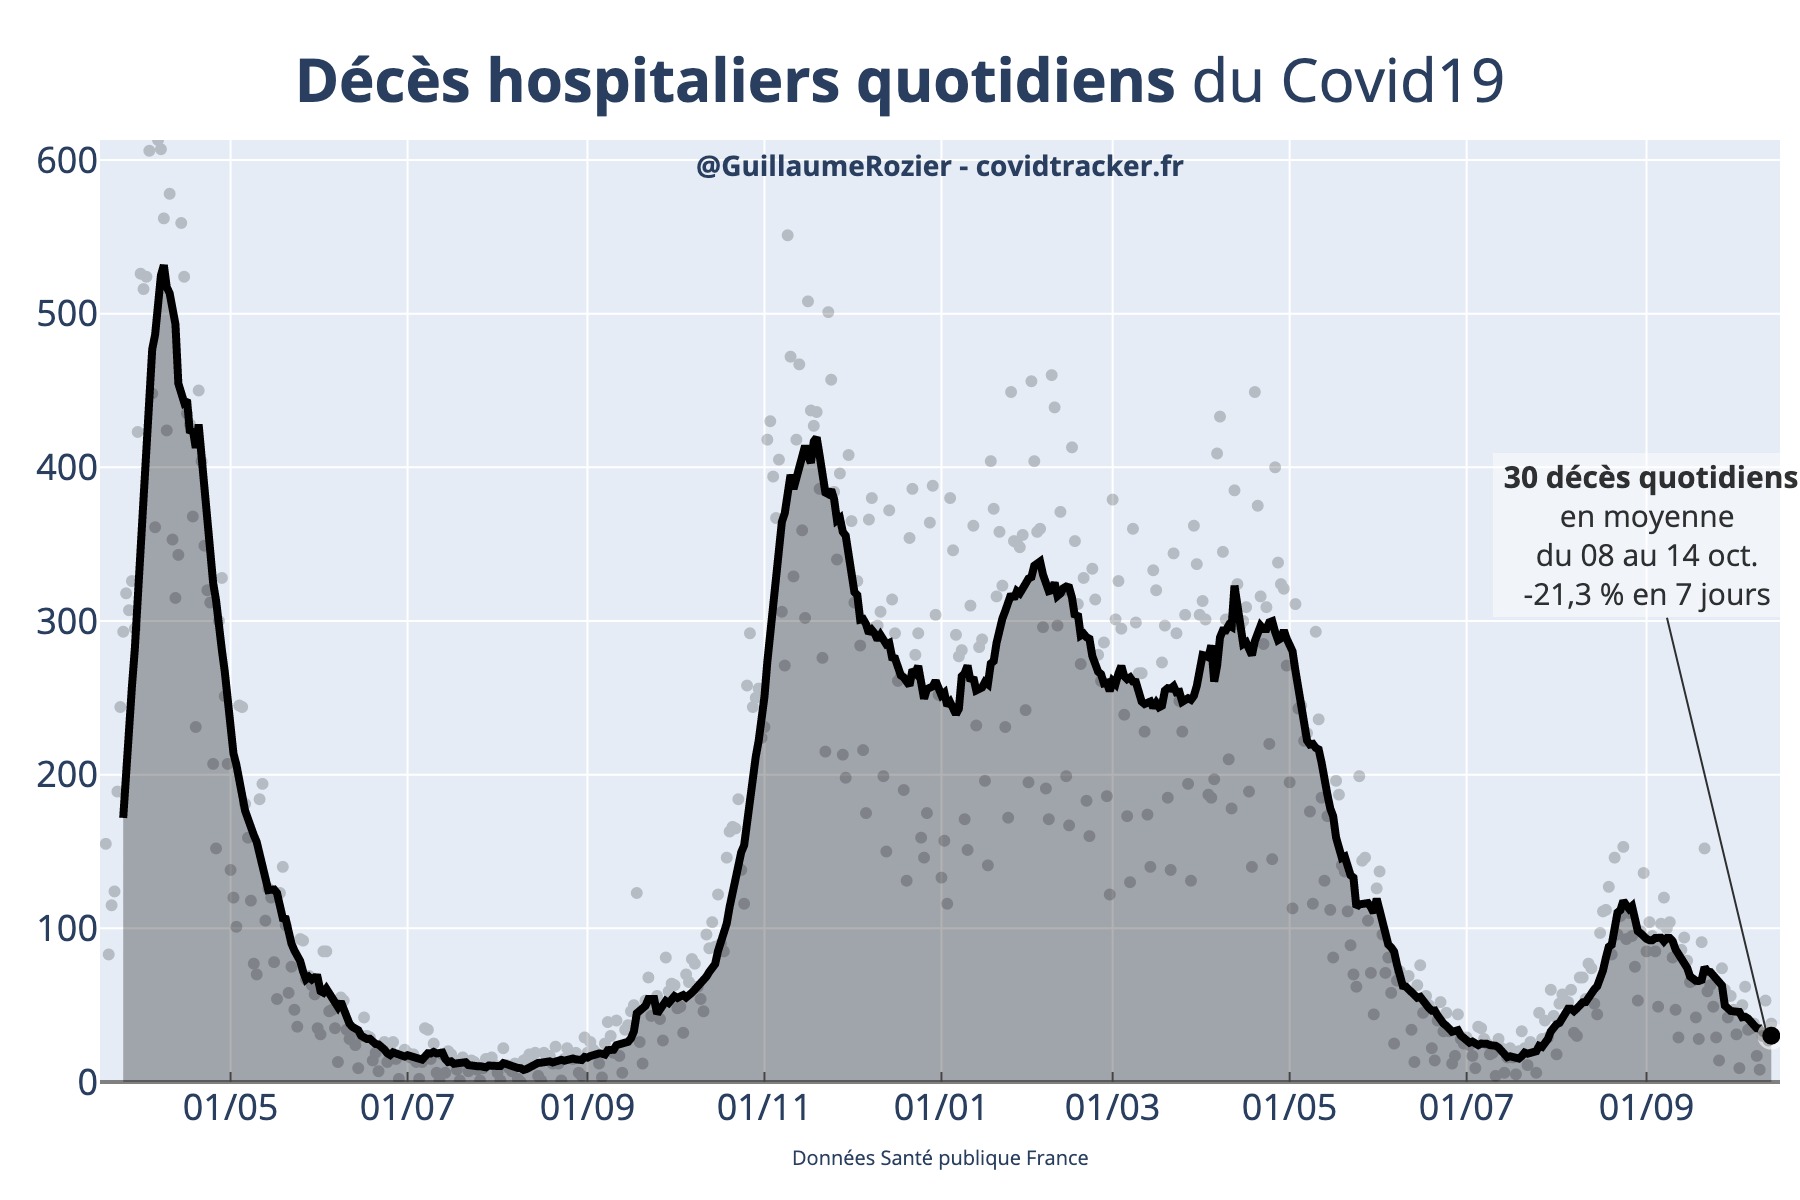 Décès hospitaliers quotidiens du Covid19
@GuillaumeRozier - covidtracker.fr
600
500
400
300
200
100
0
30 décès quotidiens
en moyenne
du 08 au 14 oct.
-21,3 % en 7 jours
01/05 01/07 01/09 01/11 01/01 01/03 01/05 01/07 01/09
Données Santé publique France